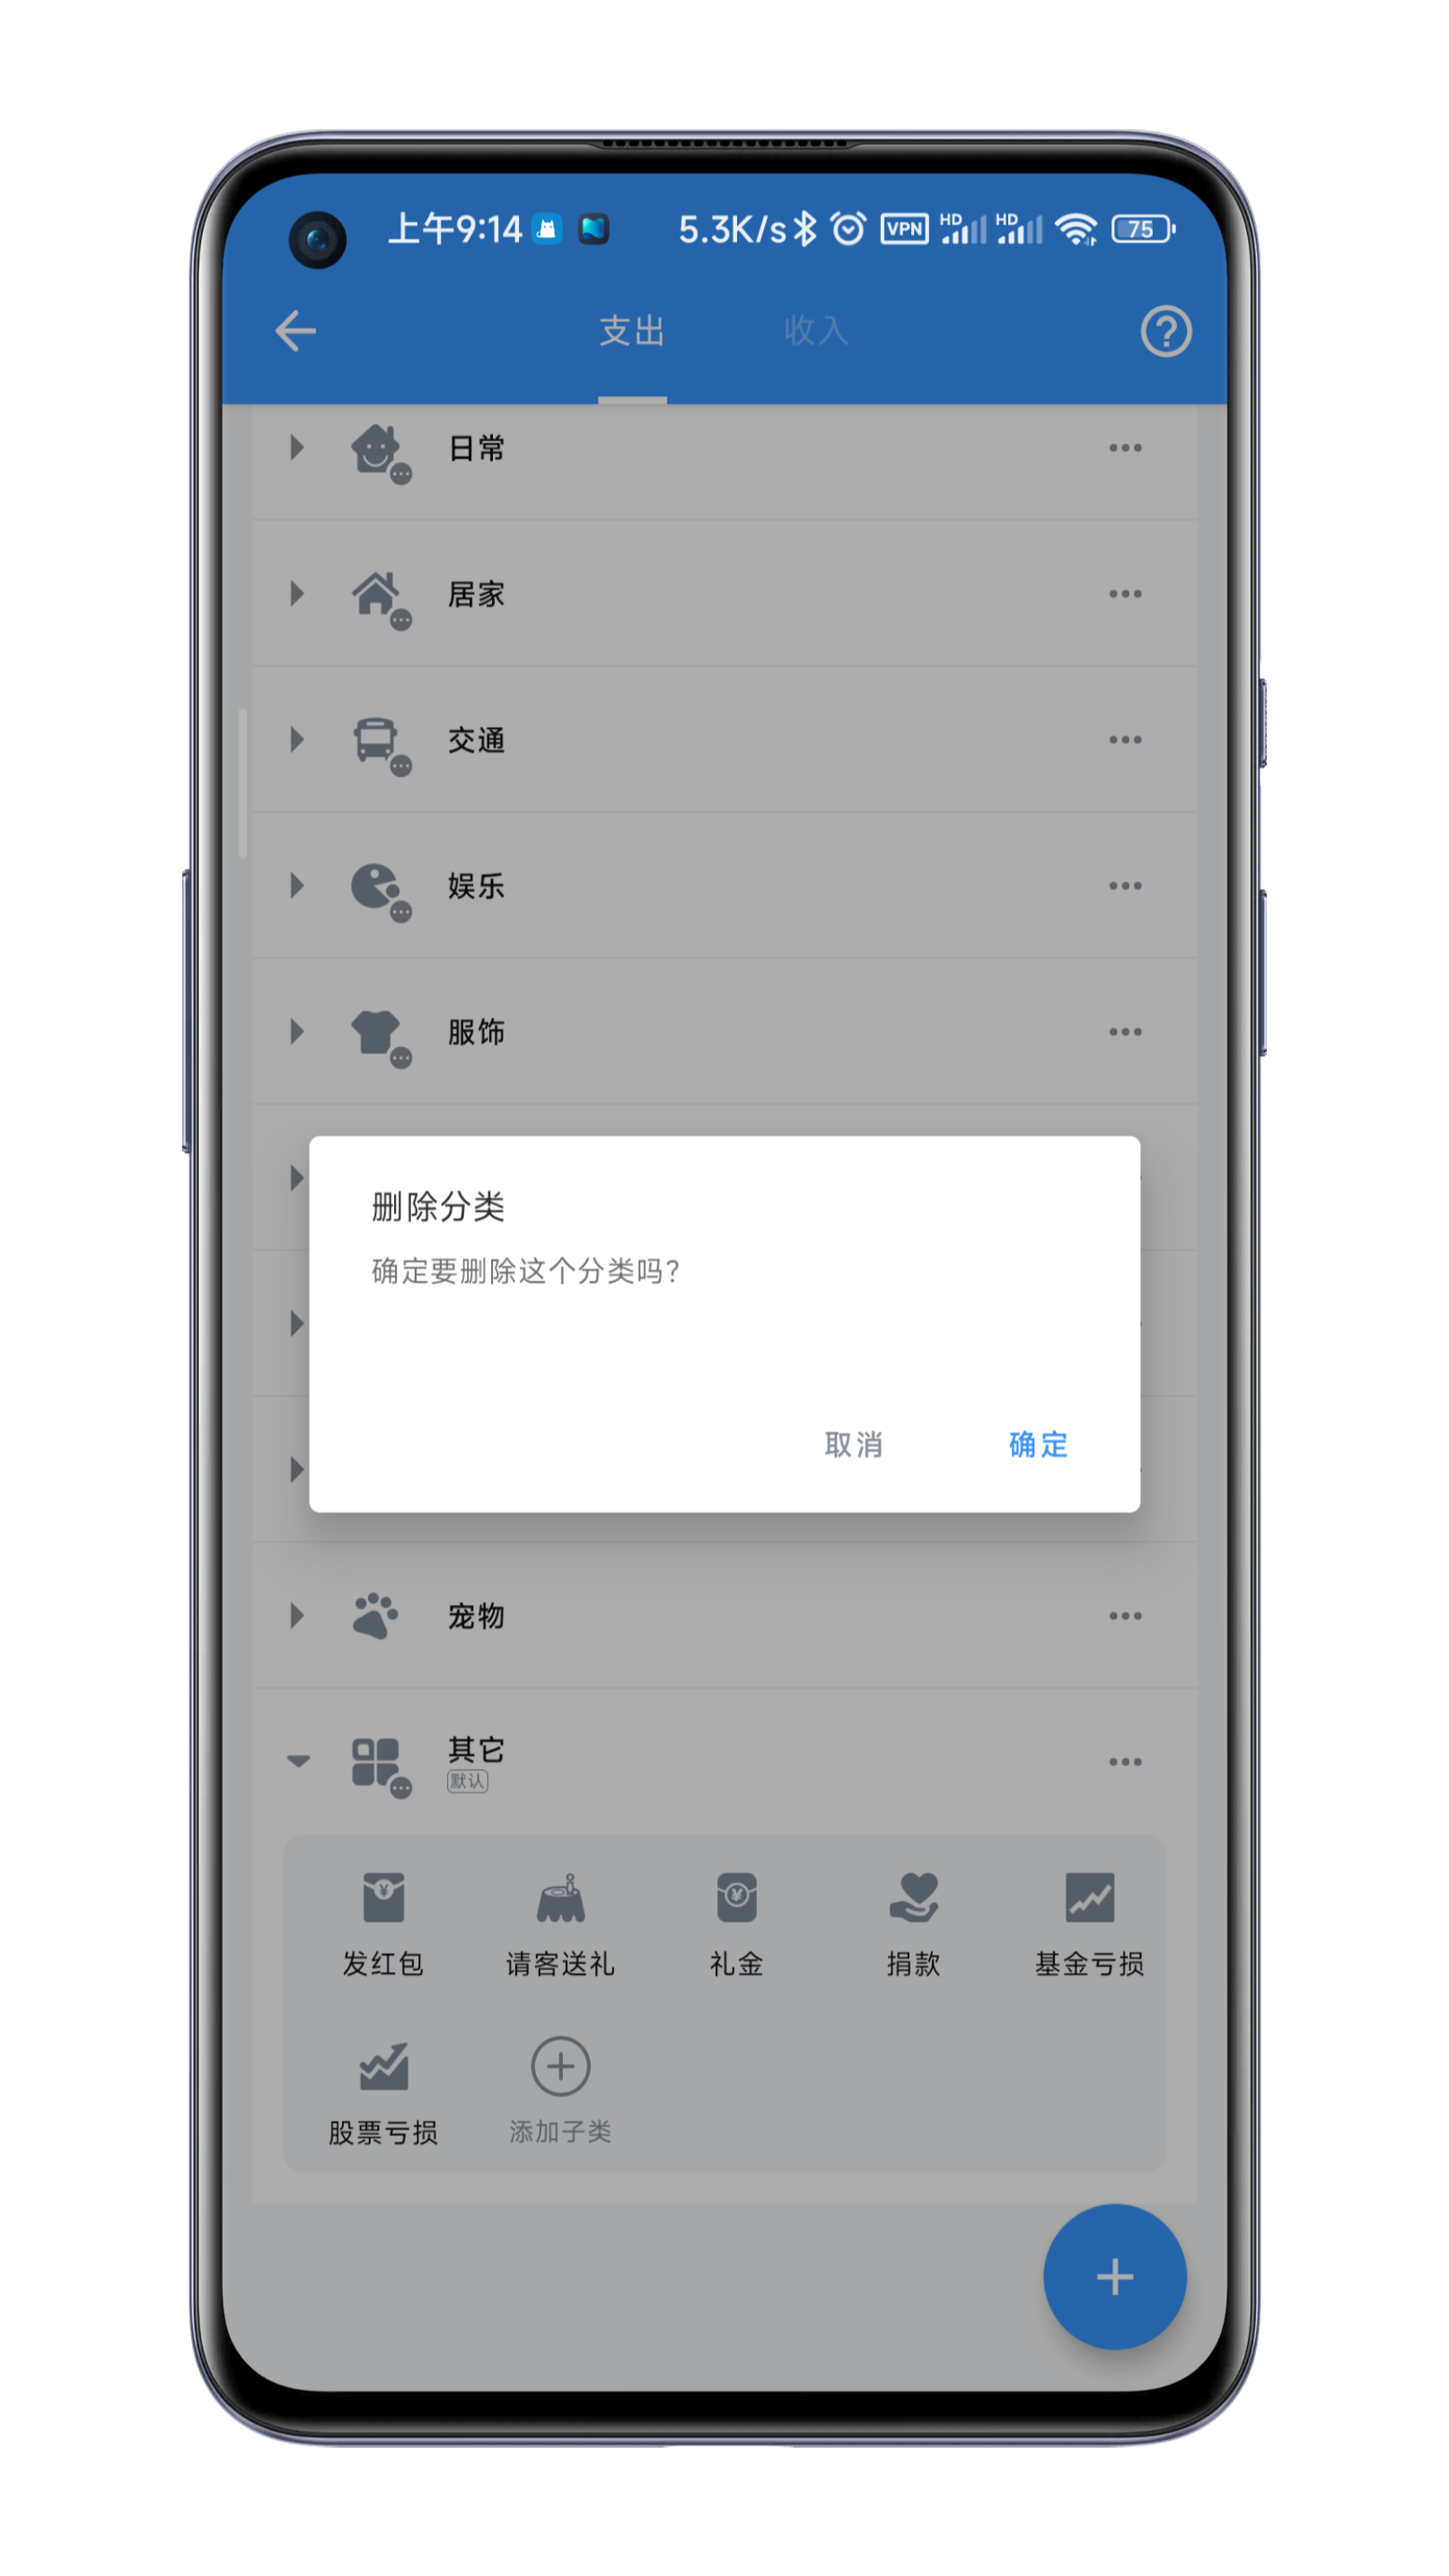 上午9:14
5.3K/s VPN HD HD 75
支出 收入
日常
居家
交通
娱乐
服饰
删除分类
确定要删除这个分类吗?
取消 确定
宠物
其它
默认
发红包 请客送礼 礼金 捐款 基金亏损
股票亏损 添加子类